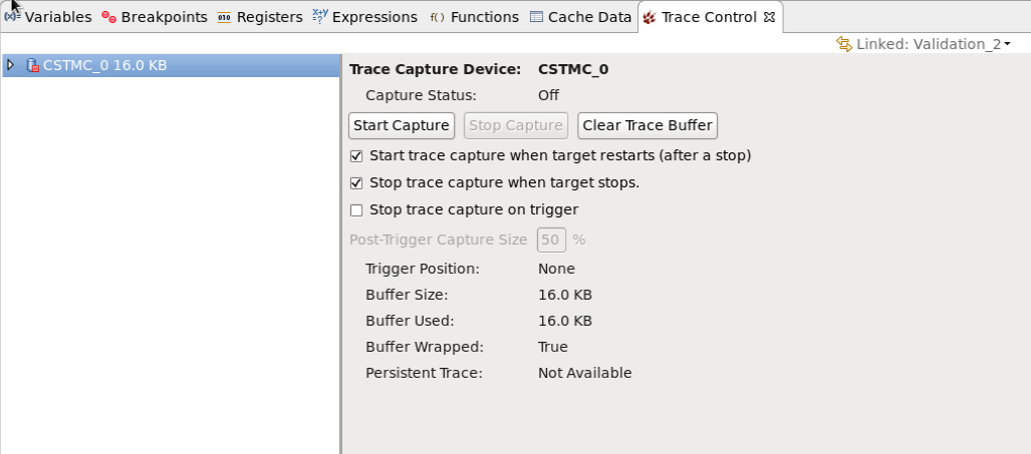 Variables Breakpoints Registers Expressions Functions Cache Data Trace Control
Linked: Validation_2
CSTMC_0 16.0 KB
Trace Capture Device: CSTMC_0
Capture Status: Off
Start Capture Stop Capture Clear Trace Buffer
Start trace capture when target restarts (after a stop)
Stop trace capture when target stops.
Stop trace capture on trigger
Post-Trigger Capture Size 50 %
Trigger Position: None
Buffer Size: 16.0 KB
Buffer Used: 16.0 KB
Buffer Wrapped: True
Persistent Trace: Not Available